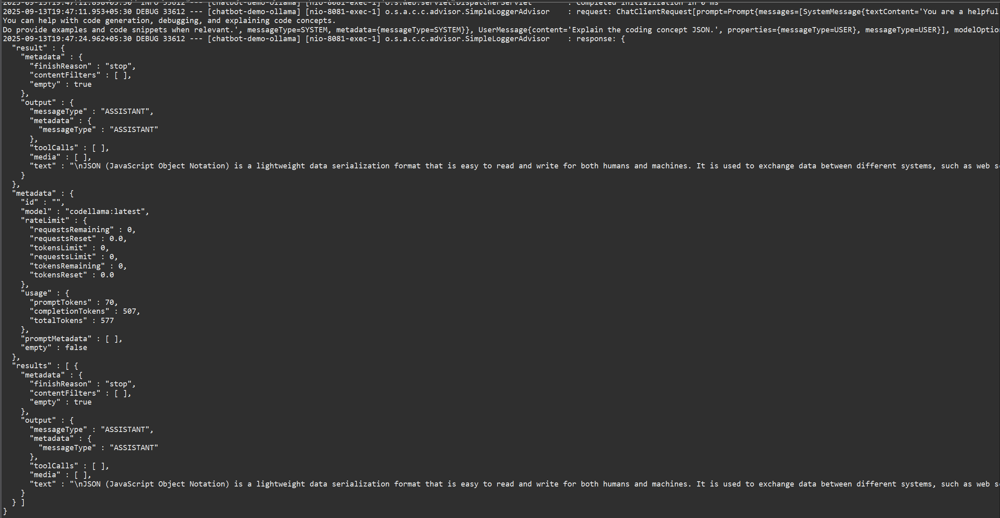 2025-09-13T19:47:11.898+05:30  INFO 33612 --- [chatbot-demo-ollama] [nio-8081-exec-1] o.s.web.servlet.DispatcherServlet        : Completed initialization in 0 ms
2025-09-13T19:47:11.953+05:30 DEBUG 33612 --- [chatbot-demo-ollama] [nio-8081-exec-1] o.s.a.c.c.advisor.SimpleLoggerAdvisor    : request: ChatClientRequest[prompt=Prompt{messages=[SystemMessage{textContent='You are a helpful
You can help with code generation, debugging, and explaining code concepts.
Do provide examples and code snippets when relevant.', messageType=SYSTEM, metadata={messageType=SYSTEM}}, UserMessage{content='Explain the coding concept JSON.', properties={messageType=USER}, messageType=USER}], modelOptio
2025-09-13T19:47:24.962+05:30 DEBUG 33612 --- [chatbot-demo-ollama] [nio-8081-exec-1] o.s.a.c.c.advisor.SimpleLoggerAdvisor    : response: {
  "result" : {
    "metadata" : {
      "finishReason" : "stop",
      "contentFilters" : [ ],
      "empty" : true
    },
    "output" : {
      "messageType" : "ASSISTANT",
      "metadata" : {
        "messageType" : "ASSISTANT"
      },
      "toolCalls" : [ ],
      "media" : [ ],
      "text" : "\nJSON (JavaScript Object Notation) is a lightweight data serialization format that is easy to read and write for both humans and machines. It is used to exchange data between different systems, such as web s
    }
  },
  "metadata" : {
    "id" : "",
    "model" : "codellama:latest",
    "rateLimit" : {
      "requestsRemaining" : 0,
      "requestsReset" : 0.0,
      "tokensLimit" : 0,
      "requestsLimit" : 0,
      "tokensRemaining" : 0,
      "tokensReset" : 0.0
    },
    "usage" : {
      "promptTokens" : 70,
      "completionTokens" : 507,
      "totalTokens" : 577
    },
    "promptMetadata" : [ ],
    "empty" : false
  },
  "results" : [ {
    "metadata" : {
      "finishReason" : "stop",
      "contentFilters" : [ ],
      "empty" : true
    },
    "output" : {
      "messageType" : "ASSISTANT",
      "metadata" : {
        "messageType" : "ASSISTANT"
      },
      "toolCalls" : [ ],
      "media" : [ ],
      "text" : "\nJSON (JavaScript Object Notation) is a lightweight data serialization format that is easy to read and write for both humans and machines. It is used to exchange data between different systems, such as web s
    }
  } ]
}